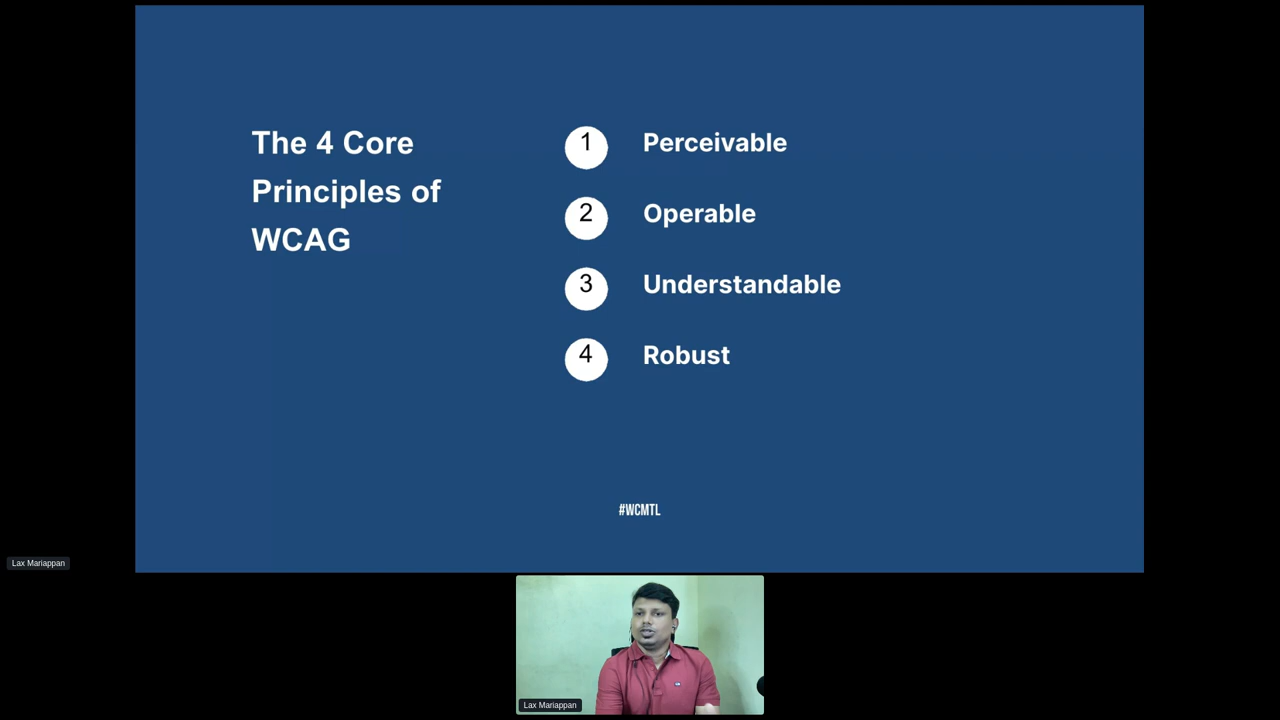 The 4 Core
Principles of
WCAG
1 Perceivable
2 Operable
3 Understandable
4 Robust
#WCMTL
Lax Mariappan
Lax Mariappan